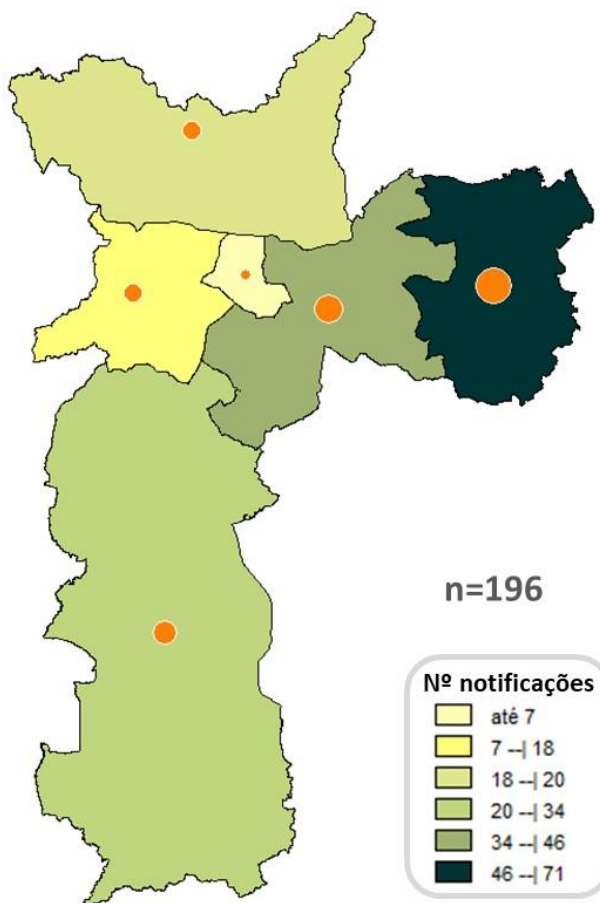 n=196
Nº notificações
até 7
7 --| 18
18 --| 20
20 --| 34
34 --| 46
46 --| 71